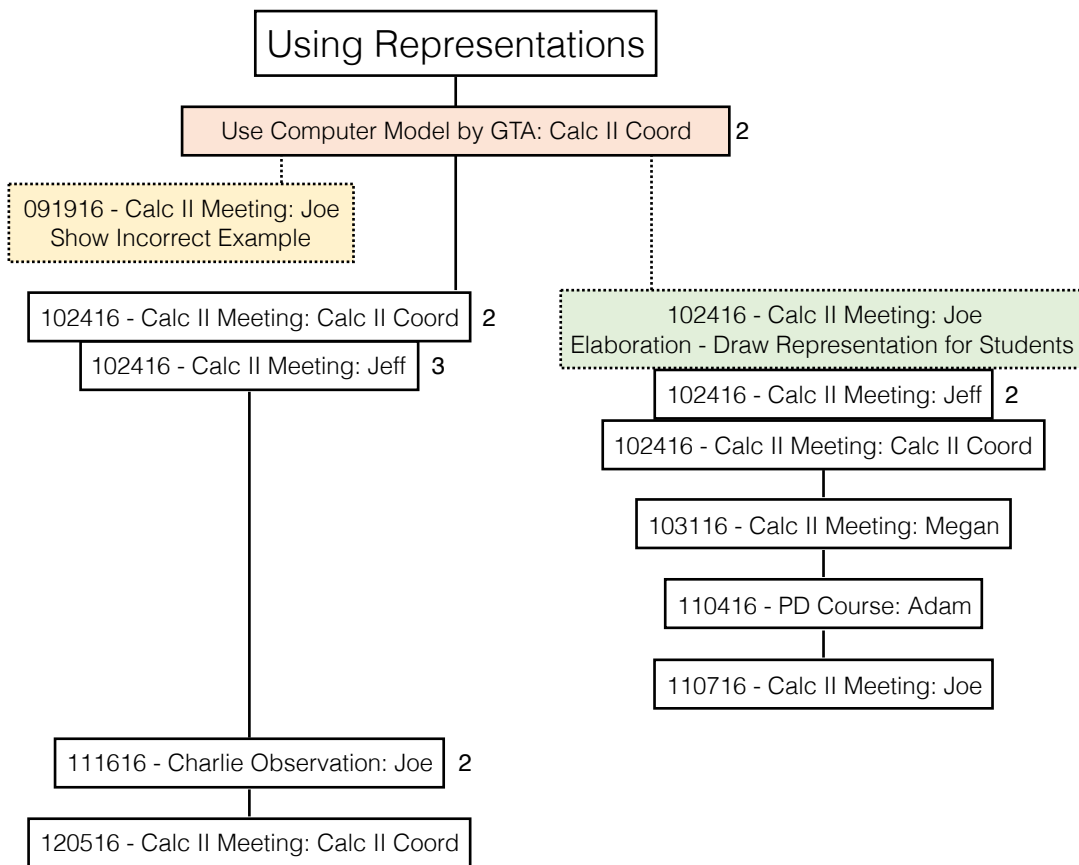 Using Representations
Use Computer Model by GTA: Calc II Coord 2
091916 - Calc II Meeting: Joe
Show Incorrect Example
102416 - Calc II Meeting: Calc II Coord 2
102416 - Calc II Meeting: Jeff 3
102416 - Calc II Meeting: Joe
Elaboration - Draw Representation for Students
102416 - Calc II Meeting: Jeff 2
102416 - Calc II Meeting: Calc II Coord
103116 - Calc II Meeting: Megan
110416 - PD Course: Adam
110716 - Calc II Meeting: Joe
111616 - Charlie Observation: Joe 2
120516 - Calc II Meeting: Calc II Coord